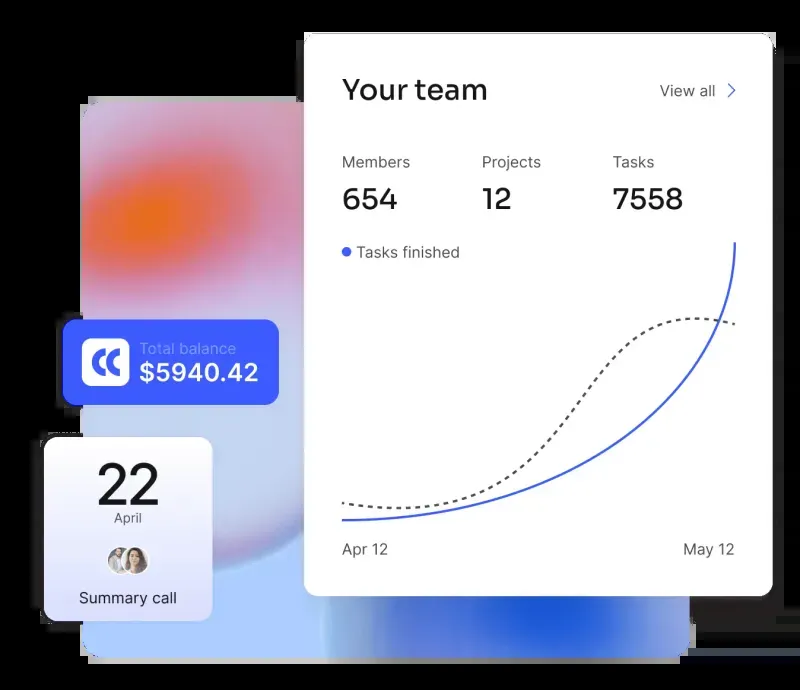 Your team
View all
Members
Projects
Tasks
654
12
7558
Tasks finished
Apr 12
May 12
Total balance
$5940.42
22
April
Summary call